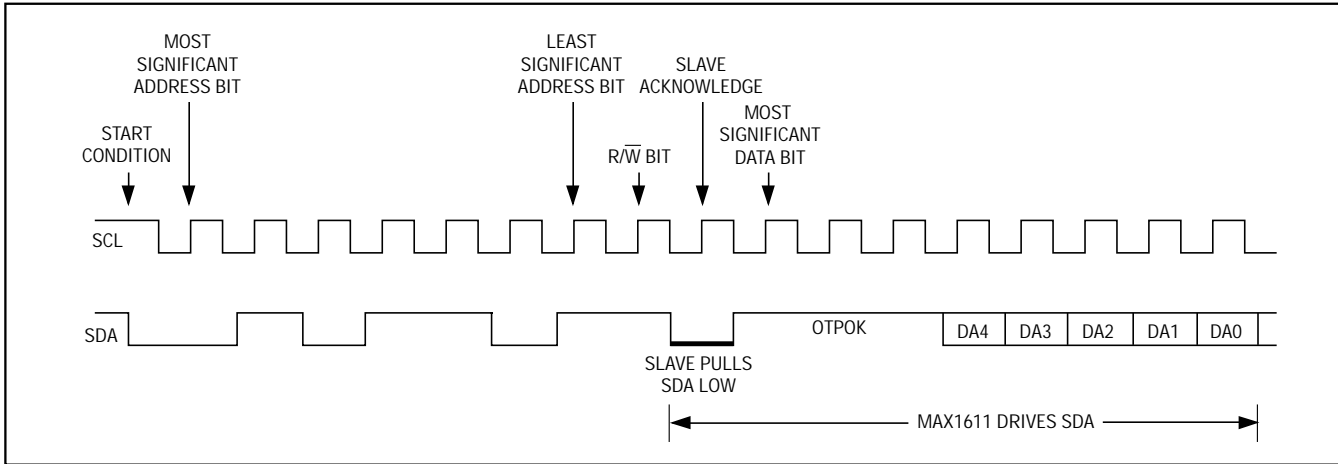 MOST
SIGNIFICANT
ADDRESS BIT
LEAST
SIGNIFICANT
ADDRESS BIT
SLAVE
ACKNOWLEDGE
START
CONDITION
R/W̅ BIT
MOST
SIGNIFICANT
DATA BIT
SCL
SDA
OTPOK
DA4
DA3
DA2
DA1
DA0
SLAVE PULLS
SDA LOW
MAX1611 DRIVES SDA